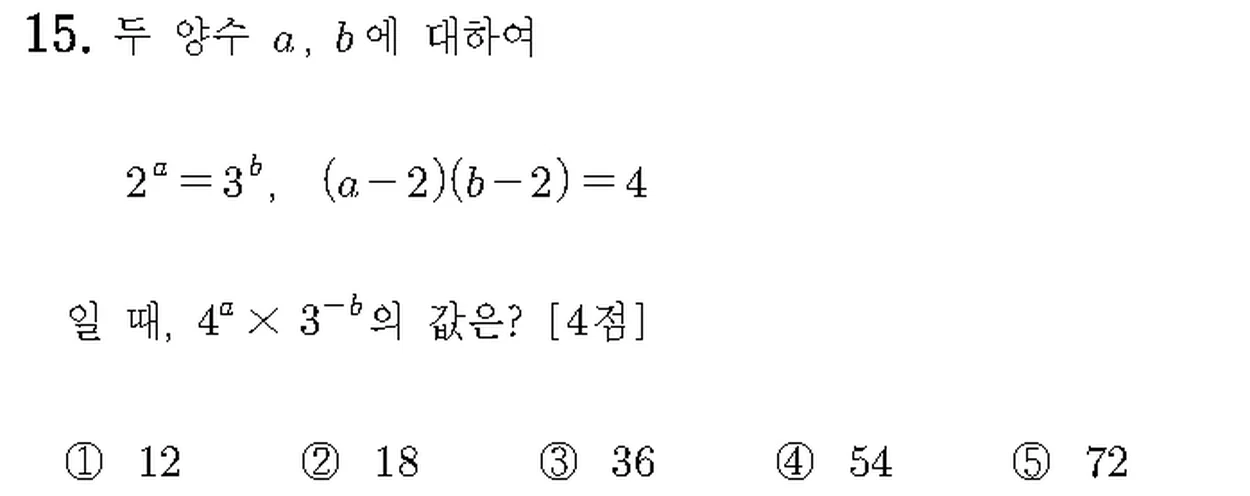 15. 두 양수 a, b에 대하여
2^a = 3^b, (a-2)(b-2) = 4
일 때, 4^a × 3^{-b}의 값은? [4점]
① 12 ② 18 ③ 36 ④ 54 ⑤ 72